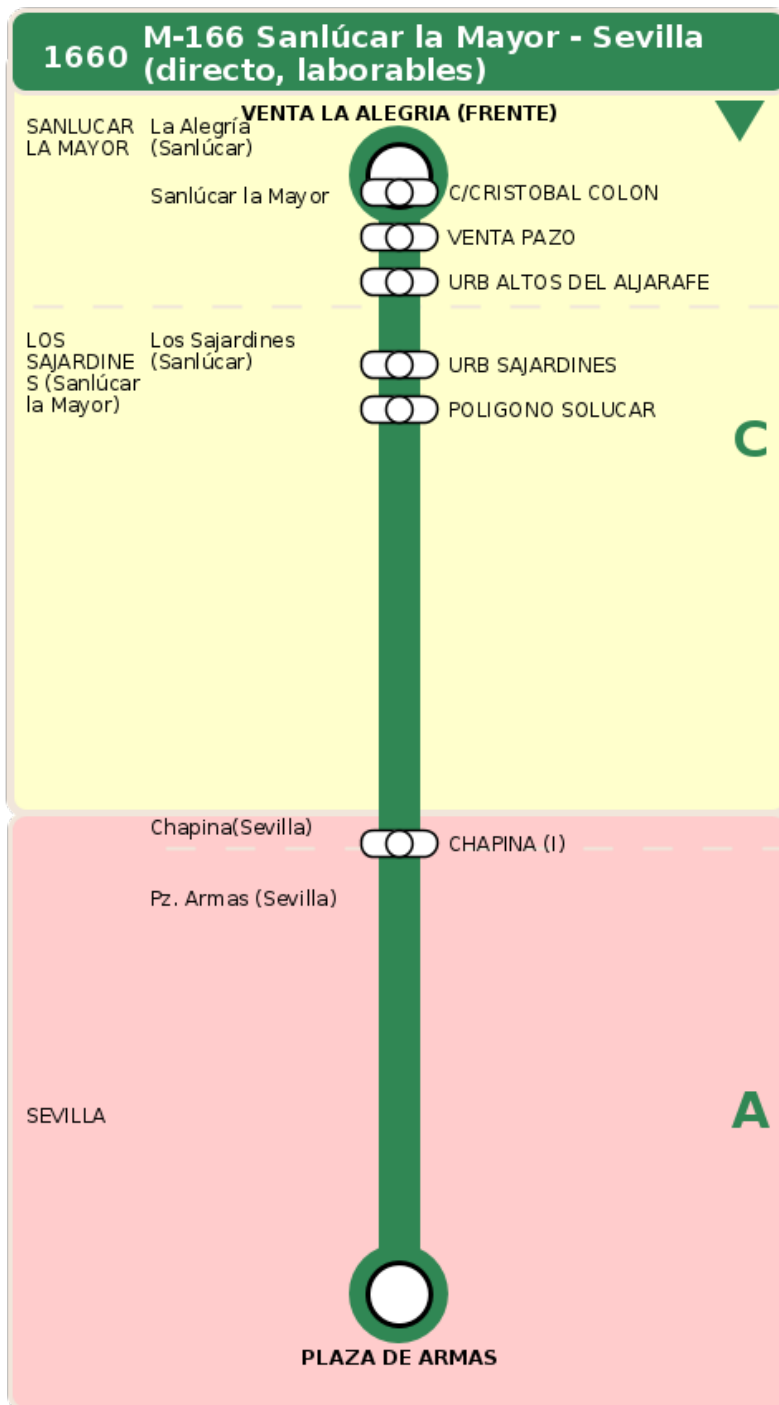 1660
M-166 Sanlúcar la Mayor - Sevilla
(directo, laborables)
VENTA LA ALEGRIA (FRENTE)
SANLUCAR
LA MAYOR
La Alegría
(Sanlúcar)
Sanlúcar la Mayor
C/CRISTOBAL COLON
VENTA PAZO
URB ALTOS DEL ALJARAFE
LOS
SAJARDINE
S (Sanlúcar
la Mayor)
Los Sajardines
(Sanlúcar)
URB SAJARDINES
POLIGONO SOLUCAR
C
Chapina(Sevilla)
CHAPINA (I)
Pz. Armas (Sevilla)
SEVILLA
A
PLAZA DE ARMAS